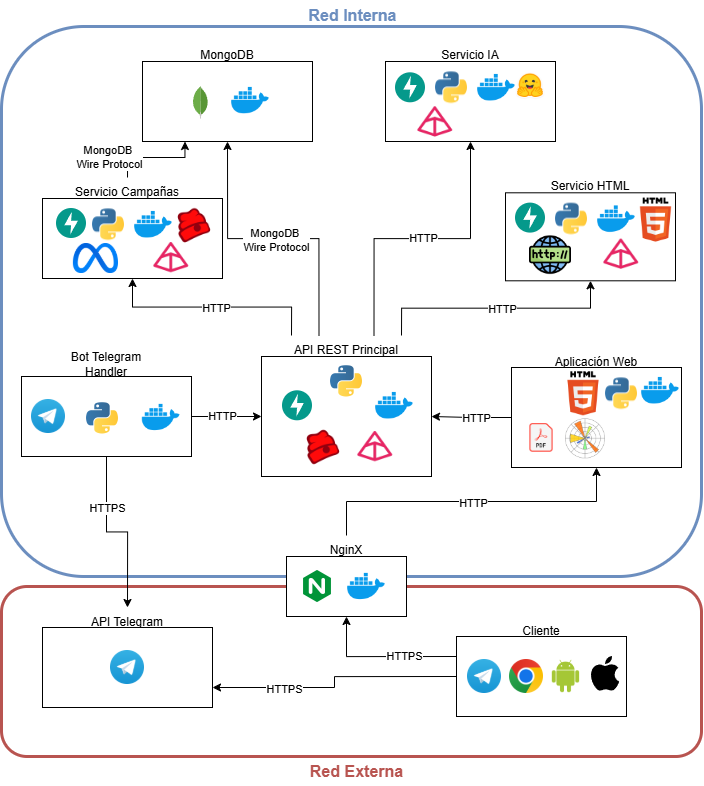 Red Interna
MongoDB
Servicio IA
MongoDB
Wire Protocol
Servicio Campañas
Servicio HTML
HTML
5
http://
MongoDB
Wire Protocol
HTTP
HTTP
HTTP
API REST Principal
Bot Telegram
Handler
Aplicación Web
HTML
5
PDF
HTTP
HTTP
HTTPS
HTTP
NginX
N
API Telegram
Cliente
HTTPS
HTTPS
Red Externa